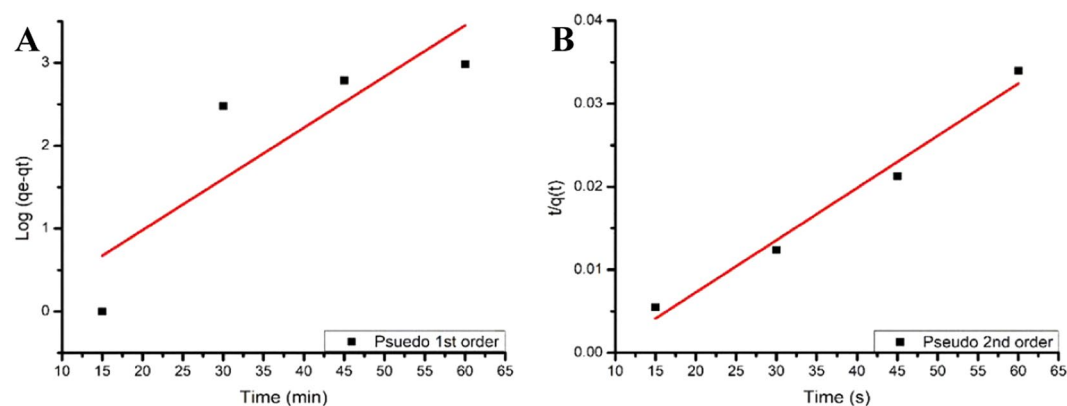 A
Log (qe-qt)
3
2
1
0
Psuedo 1st order
10 15 20 25 30 35 40 45 50 55 60 65
Time (min)
B
t/q(t)
0.04
0.03
0.02
0.01
0.00
Pseudo 2nd order
10 15 20 25 30 35 40 45 50 55 60 65
Time (s)